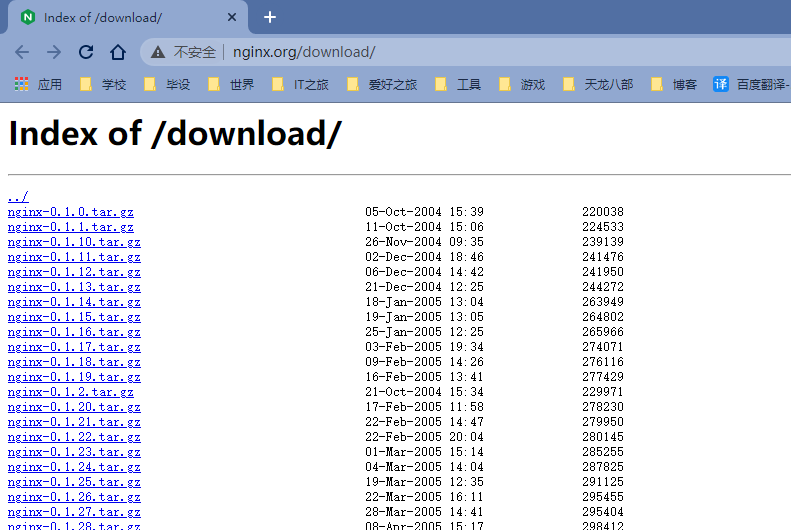 Index of /download/
不安全 nginx.org/download/
应用 学校 毕设 世界 IT之旅 爱好之旅 工具 游戏 天龙八部 博客 译 百度翻译-
Index of /download/
../
nginx-0.1.0.tar.gz 05-Oct-2004 15:39 220038
nginx-0.1.1.tar.gz 11-Oct-2004 15:06 224533
nginx-0.1.10.tar.gz 26-Nov-2004 09:35 239139
nginx-0.1.11.tar.gz 02-Dec-2004 18:46 241476
nginx-0.1.12.tar.gz 06-Dec-2004 14:42 241950
nginx-0.1.13.tar.gz 21-Dec-2004 12:25 244272
nginx-0.1.14.tar.gz 18-Jan-2005 13:04 263949
nginx-0.1.15.tar.gz 19-Jan-2005 13:05 264802
nginx-0.1.16.tar.gz 25-Jan-2005 12:25 265966
nginx-0.1.17.tar.gz 03-Feb-2005 19:34 274071
nginx-0.1.18.tar.gz 09-Feb-2005 14:26 276116
nginx-0.1.19.tar.gz 16-Feb-2005 13:41 277429
nginx-0.1.2.tar.gz 21-Oct-2004 15:34 229971
nginx-0.1.20.tar.gz 17-Feb-2005 11:58 278230
nginx-0.1.21.tar.gz 22-Feb-2005 14:47 279950
nginx-0.1.22.tar.gz 22-Feb-2005 20:04 280145
nginx-0.1.23.tar.gz 01-Mar-2005 15:14 285255
nginx-0.1.24.tar.gz 04-Mar-2005 14:04 287825
nginx-0.1.25.tar.gz 19-Mar-2005 12:35 291125
nginx-0.1.26.tar.gz 22-Mar-2005 16:11 295455
nginx-0.1.27.tar.gz 28-Mar-2005 14:41 295404
nginx-0.1.28.tar.gz 08-Apr-2005 15:17 298412